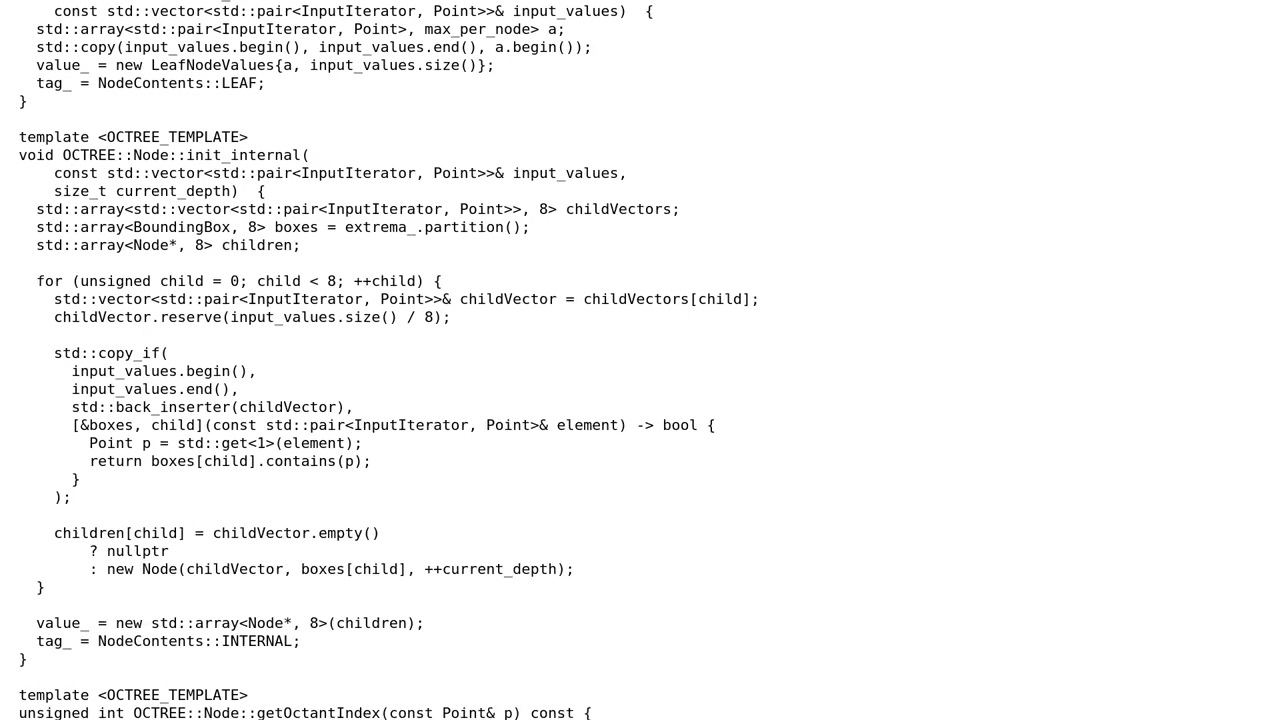 const std::vector<std::pair<InputIterator, Point>>& input_values)  {
std::array<std::pair<InputIterator, Point>, max_per_node> a;
std::copy(input_values.begin(), input_values.end(), a.begin());
value_ = new LeafNodeValues{a, input_values.size()};
tag_ = NodeContents::LEAF;
}
template <OCTREE_TEMPLATE>
void OCTREE::Node::init_internal(
const std::vector<std::pair<InputIterator, Point>>& input_values,
size_t current_depth)  {
std::array<std::vector<std::pair<InputIterator, Point>>, 8> childVectors;
std::array<BoundingBox, 8> boxes = extrema_.partition();
std::array<Node*, 8> children;
for (unsigned child = 0; child < 8; ++child) {
std::vector<std::pair<InputIterator, Point>>& childVector = childVectors[child];
childVector.reserve(input_values.size() / 8);
std::copy_if(
input_values.begin(),
input_values.end(),
std::back_inserter(childVector),
[&boxes, child](const std::pair<InputIterator, Point>& element) -> bool {
Point p = std::get<1>(element);
return boxes[child].contains(p);
}
);
children[child] = childVector.empty()
? nullptr
: new Node(childVector, boxes[child], ++current_depth);
}
value_ = new std::array<Node*, 8>(children);
tag_ = NodeContents::INTERNAL;
}
template <OCTREE_TEMPLATE>
unsigned int OCTREE::Node::getOctantIndex(const Point& p) const {